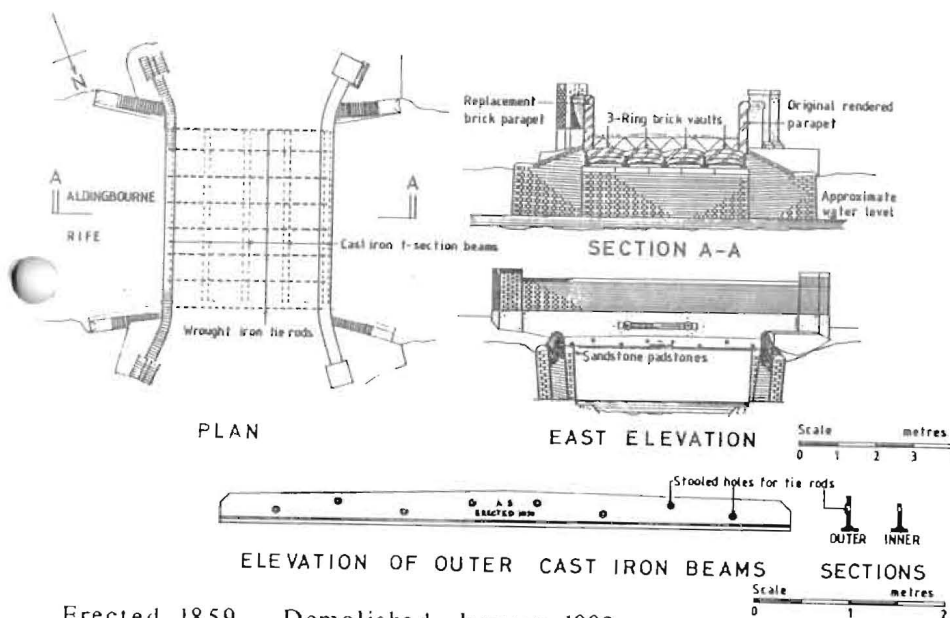 N
A
ALDINGBOURNE
RIFE
A
Cast iron t-section beams
Wrought iron tie rods
PLAN
Replacement
brick parapet
3-Ring brick vaults
Original rendered
parapet
Approximate
water level
SECTION A-A
Sandstone padstones
EAST ELEVATION
Scale metres
0 1 2 3
Stooled holes for tie rods
A S
ERECTED
OUTER INNER
ELEVATION OF OUTER CAST IRON BEAMS
SECTIONS
Scale metres
0 1 2
Erected 1859